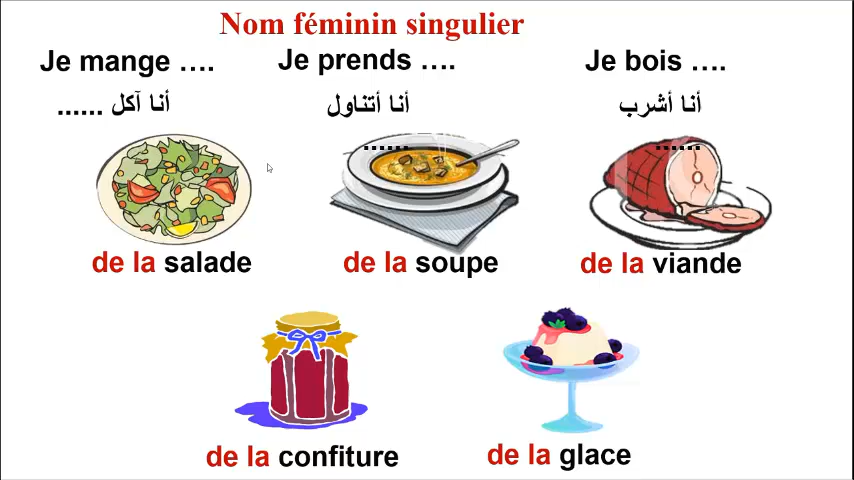 Nom féminin singulier
Je mange ….
Je prends ….
Je bois ….
أنا آكل ......
أنا أتناول
......
أنا أشرب
......
de la salade
de la soupe
de la viande
de la confiture
de la glace